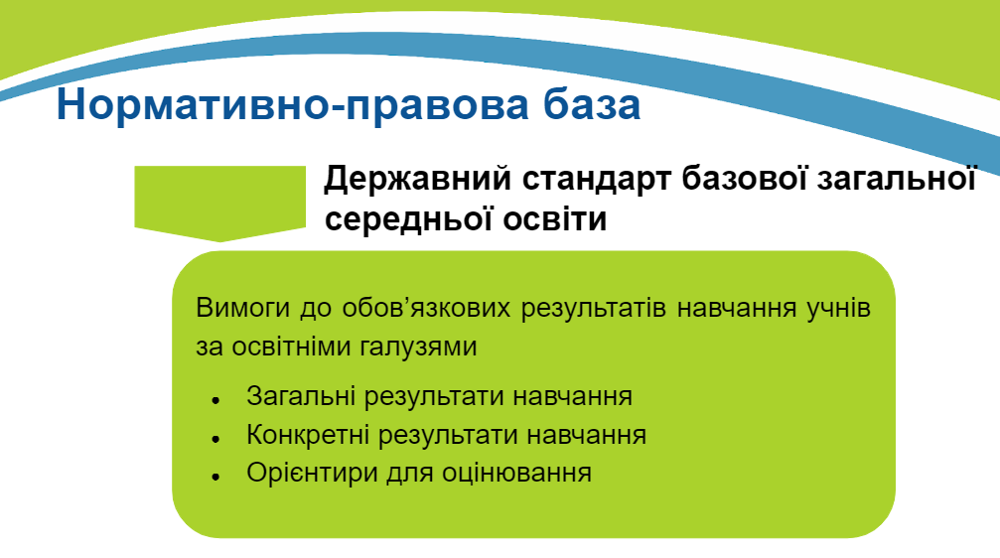 Нормативно-правова база
Державний стандарт базової загальної
середньої освіти
Вимоги до обов’язкових результатів навчання учнів
за освітніми галузями
• Загальні результати навчання
• Конкретні результати навчання
• Орієнтири для оцінювання